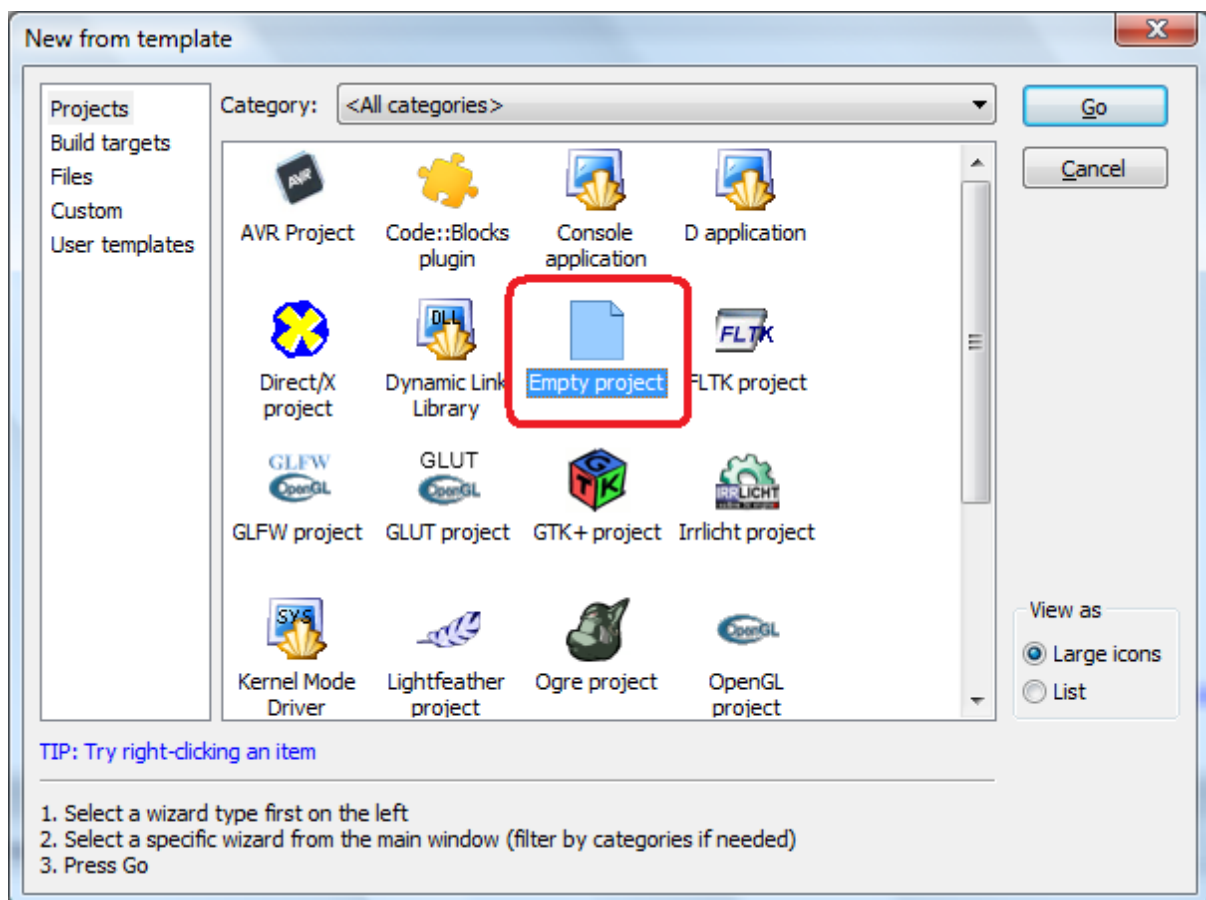 New from template
Projects
Build targets
Files
Custom
User templates
Category: <All categories>
Go
Cancel
AVR
AVR Project
Code::Blocks
plugin
Console
application
D application
Direct/X
project
DLL
Dynamic Link
Library
Empty project
FLTK
FLTK project
GLFW
OpenGL
GLFW project
GLUT
OpenGL
GLUT project
GTK
GTK+ project
IRRLICHT
Irrlicht project
SYS
Kernel Mode
Driver
Lightfeather
project
Ogre project
OpenGL
OpenGL
project
View as
Large icons
List
TIP: Try right-clicking an item
1. Select a wizard type first on the left
2. Select a specific wizard from the main window (filter by categories if needed)
3. Press Go